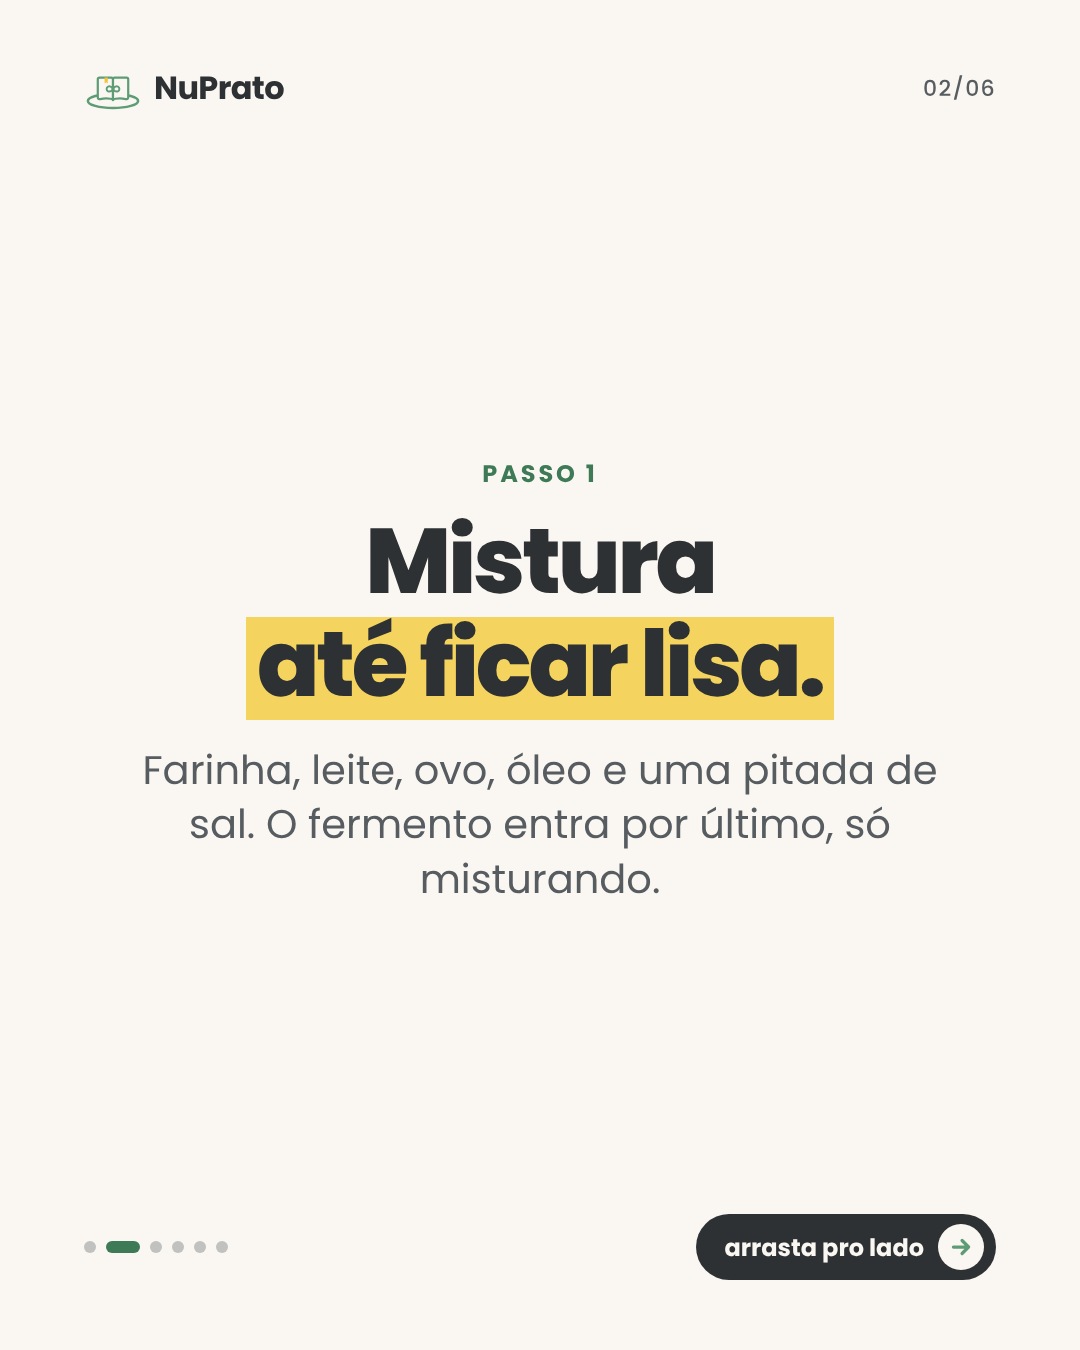 NuPrato
02/06
PASSO 1
Mistura
até ficar lisa.
Farinha, leite, ovo, óleo e uma pitada de
sal. O fermento entra por último, só
misturando.
arrasta pro lado